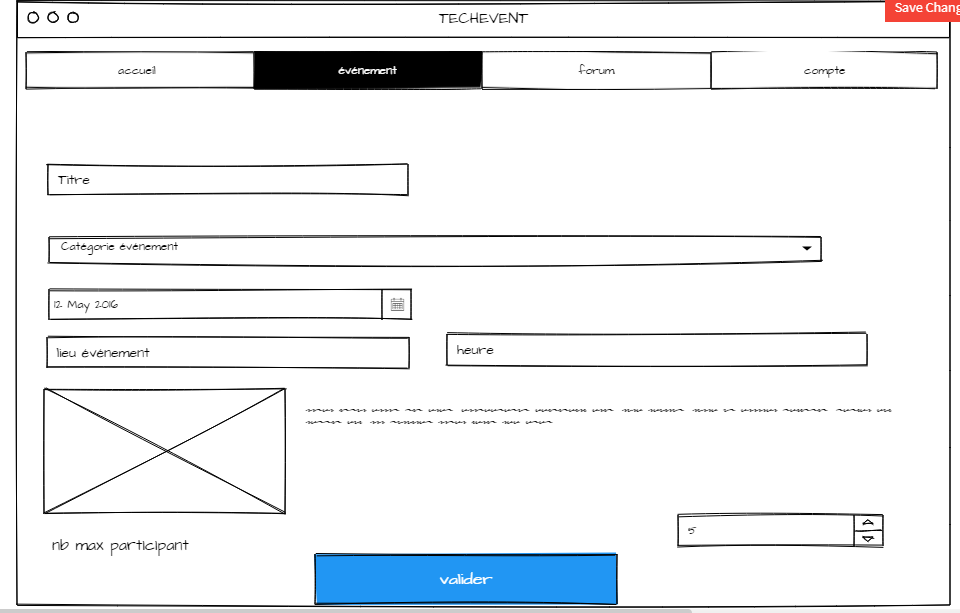 TECHEVENT
Save Chang
accueil
événement
forum
compte
Titre
Catégorie événement
12 May 2016
lieu événement
heure
5
nb max participant
valider